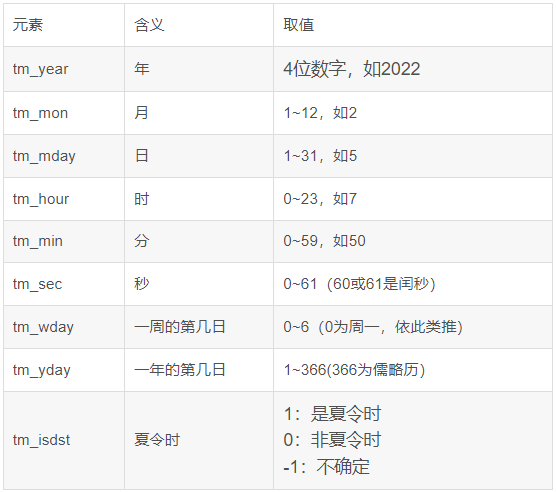 元素 含义 取值
tm_year 年 4位数字，如2022
tm_mon 月 1~12，如2
tm_mday 日 1~31，如5
tm_hour 时 0~23，如7
tm_min 分 0~59，如50
tm_sec 秒 0~61（60或61是闰秒）
tm_wday 一周的第几日 0~6（0为周一，依此类推）
tm_yday 一年的第几日 1~366(366为儒略历)
tm_isdst 夏令时 1：是夏令时
0：非夏令时
-1：不确定